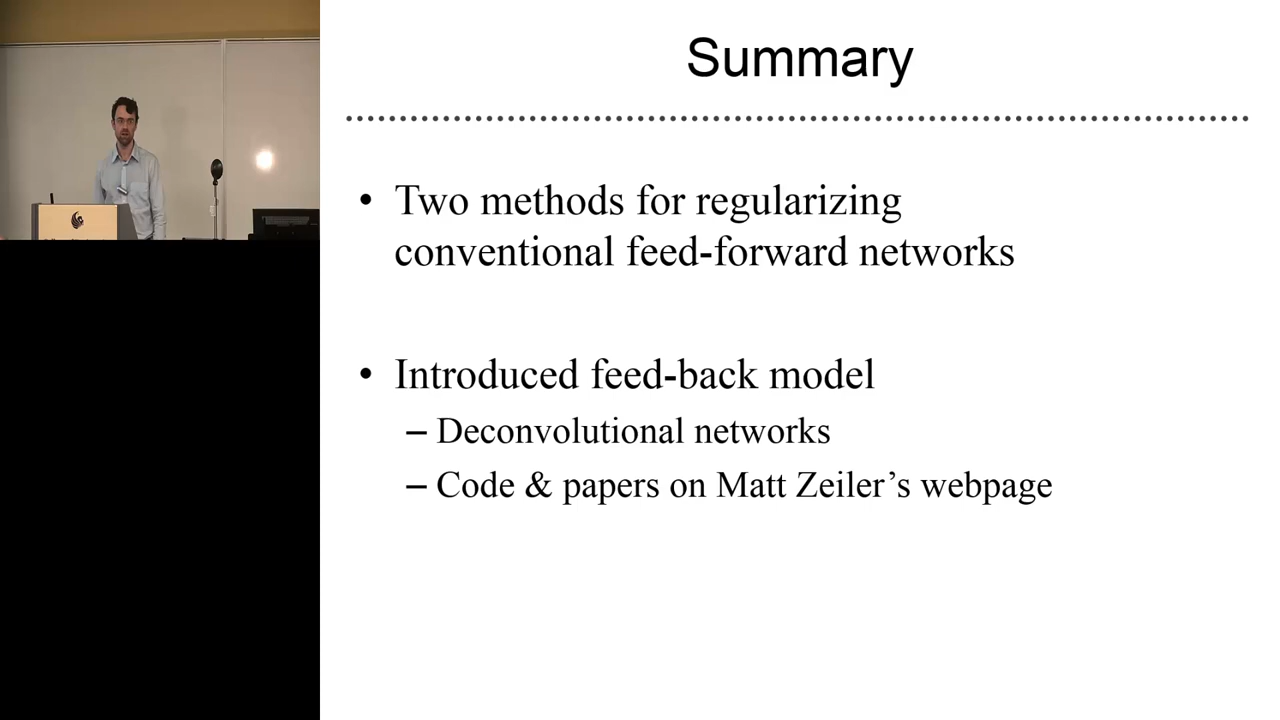 Summary
• Two methods for regularizing
conventional feed-forward networks
• Introduced feed-back model
– Deconvolutional networks
– Code & papers on Matt Zeiler’s webpage